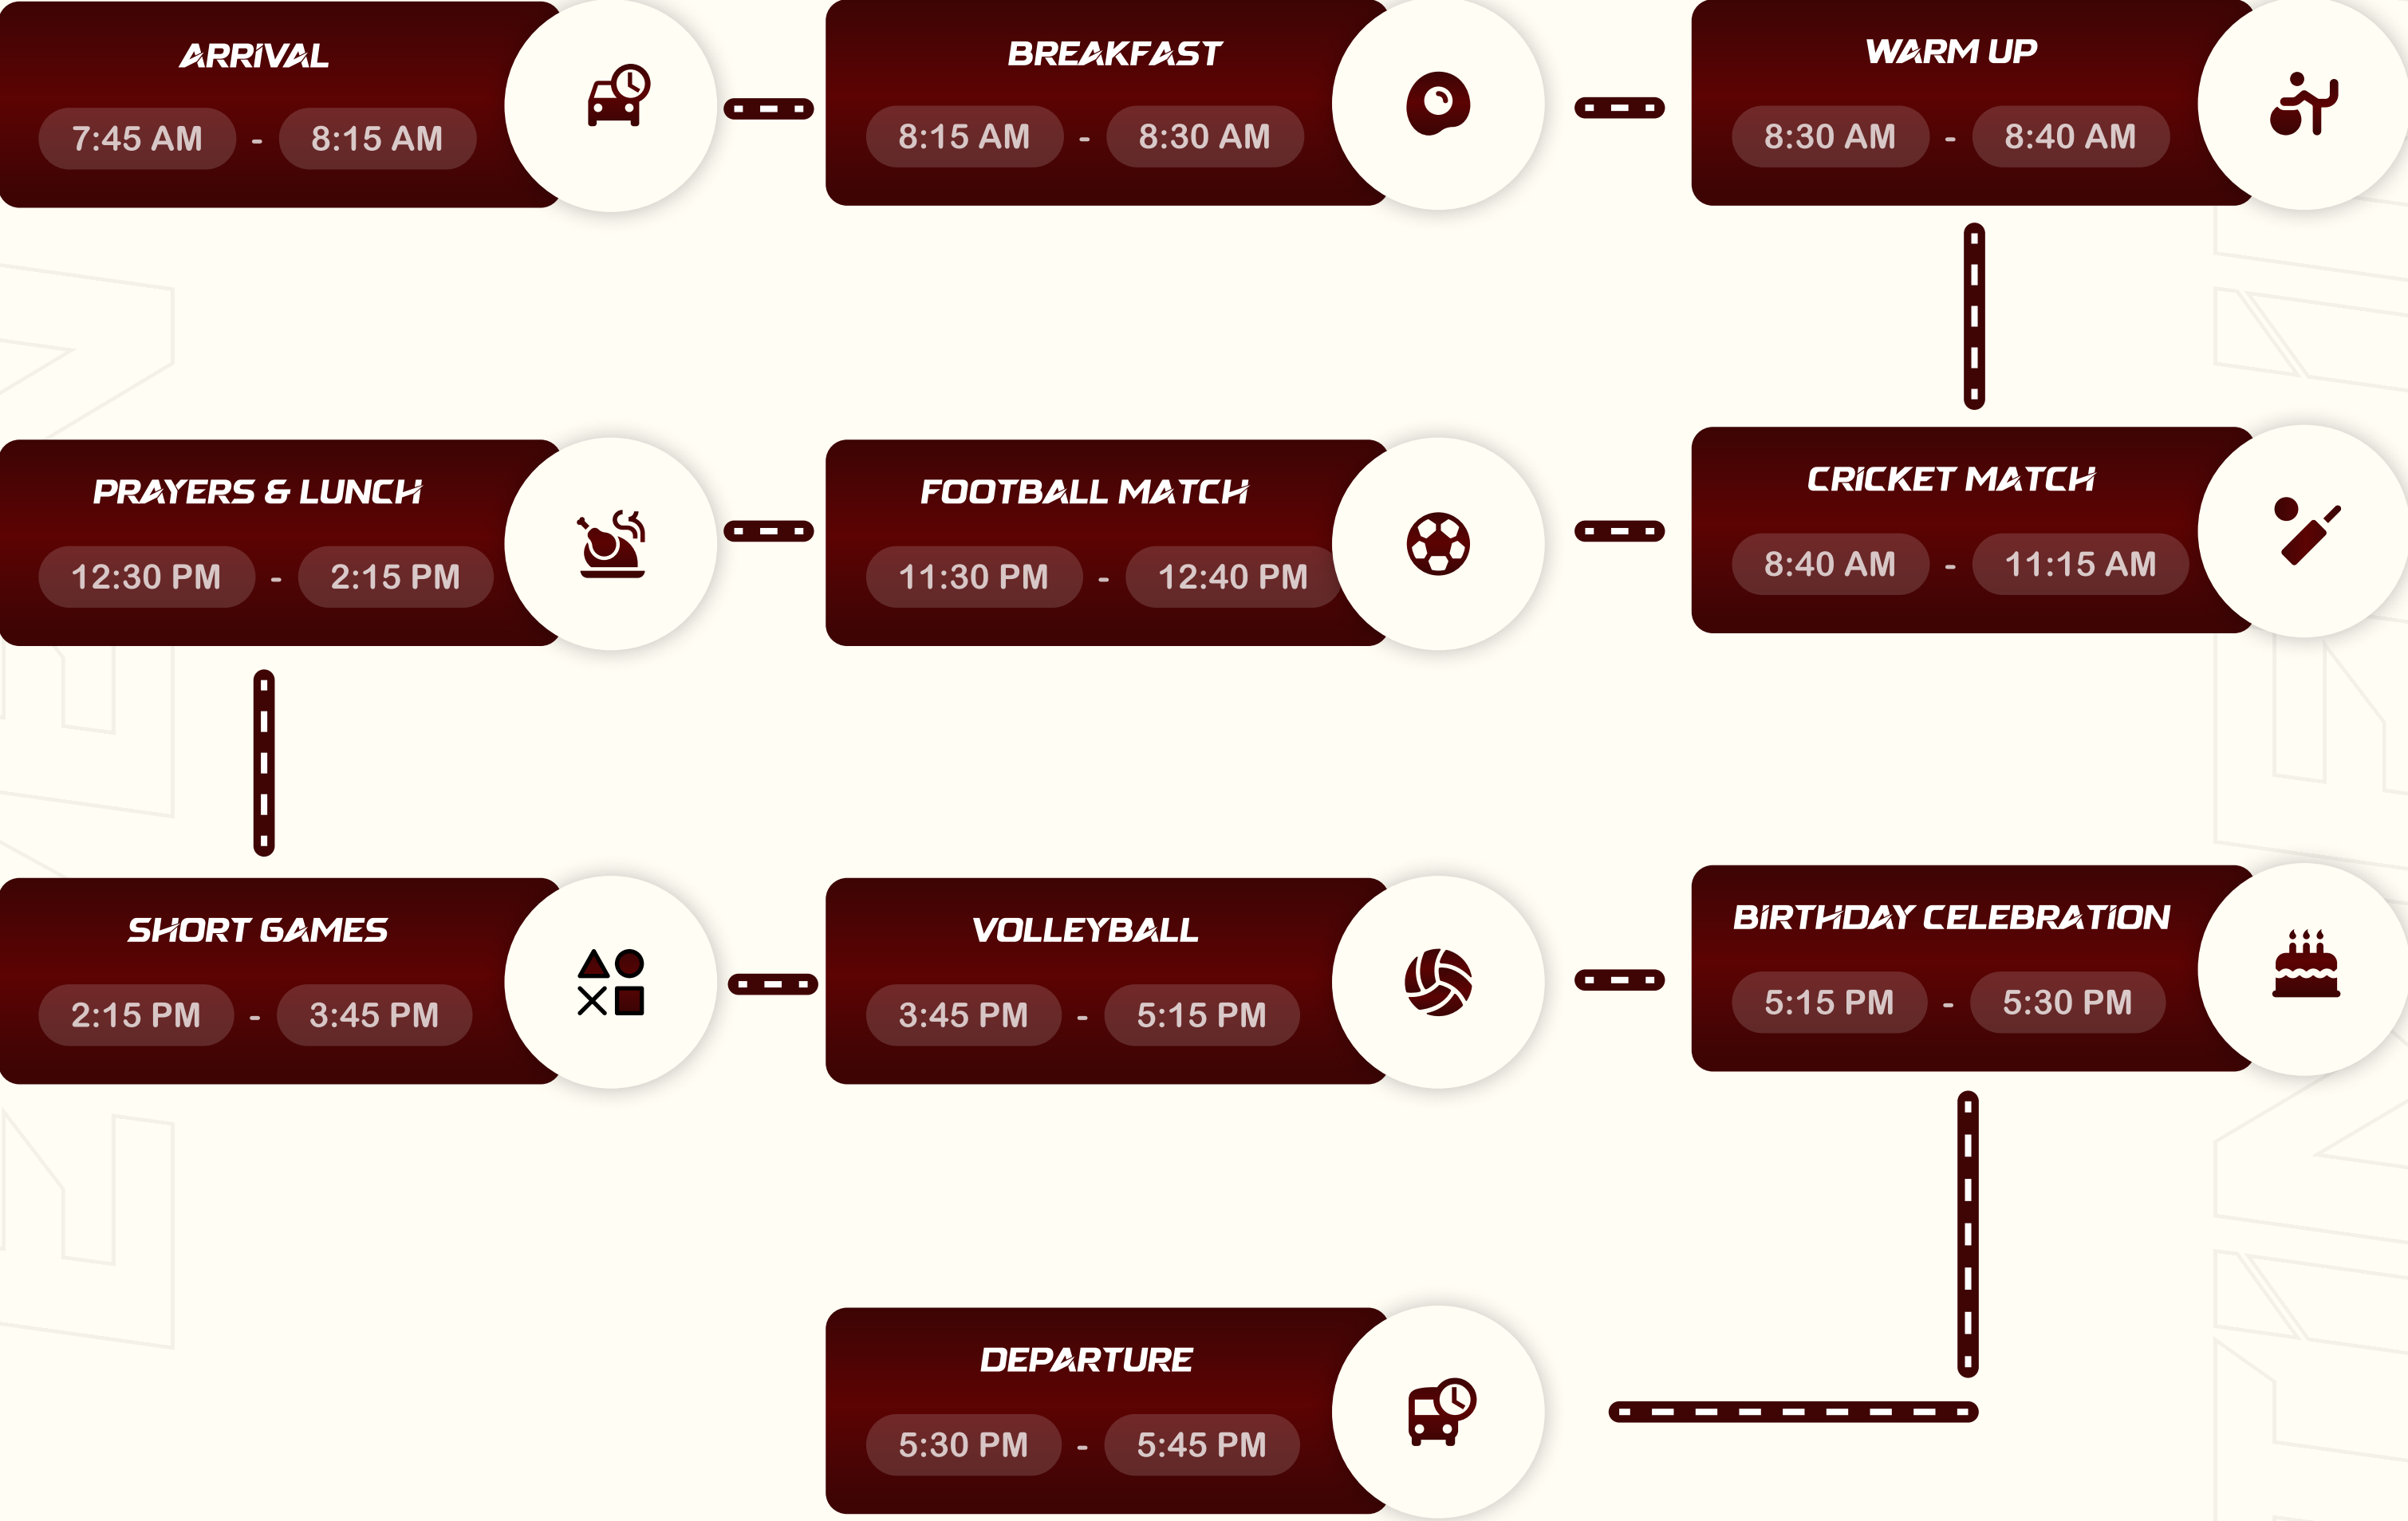 ARRIVAL
7:45 AM - 8:15 AM
BREAKFAST
8:15 AM - 8:30 AM
WARM UP
8:30 AM - 8:40 AM
CRICKET MATCH
8:40 AM - 11:15 AM
FOOTBALL MATCH
11:30 PM - 12:40 PM
PRAYERS & LUNCH
12:30 PM - 2:15 PM
SHORT GAMES
2:15 PM - 3:45 PM
VOLLEYBALL
3:45 PM - 5:15 PM
BIRTHDAY CELEBRATION
5:15 PM - 5:30 PM
DEPARTURE
5:30 PM - 5:45 PM